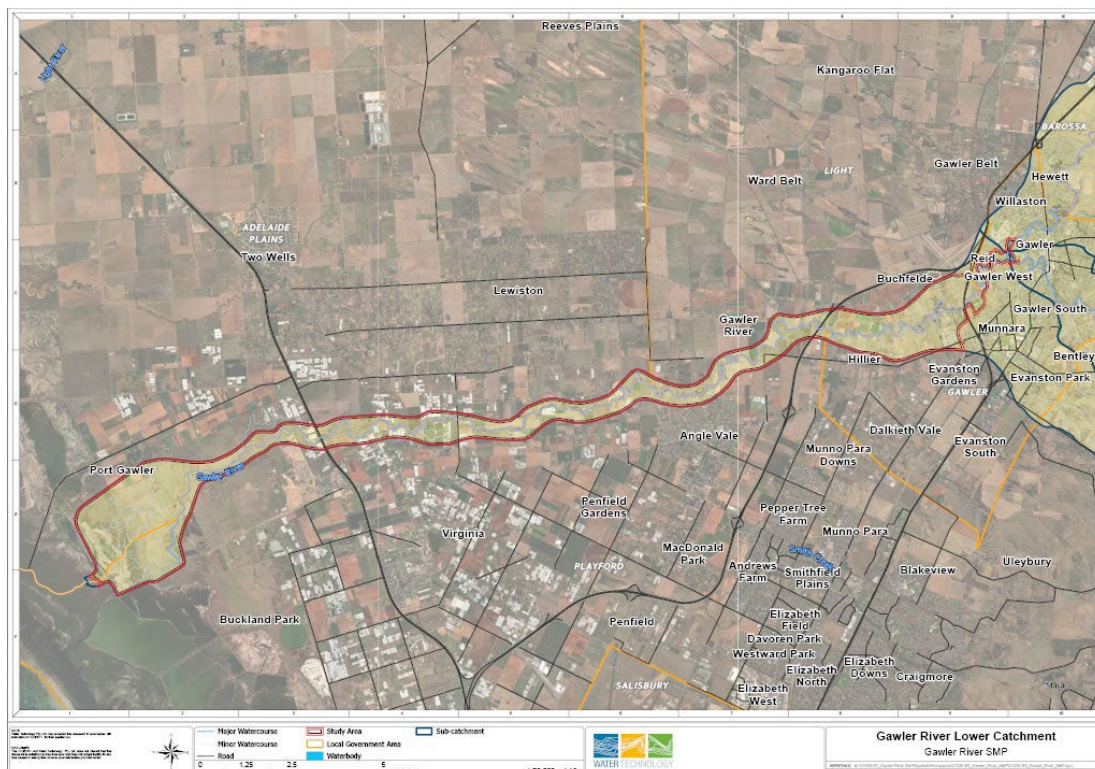 Reeves Plains
Light River
Kangaroo Flat
BAROSSA
Gawler Belt
LIGHT
Hewett
Ward Belt
Willaston
ADELAIDE
PLAINS
Two Wells
Gawler
Reid
Gawler West
Buchfelde
Lewiston
Gawler South
Gawler
River
Munnara
Hillier
Bentley
Evanston
Gardens
Evanston Park
GAWLER
Angle Vale
Dalkieth Vale
Evanston
South
Munno Para
Downs
Port Gawler
Gawler River
Penfield
Gardens
Pepper Tree
Farm
Virginia
Munno Para
MacDonald
Park
Smith Creek
Uleybury
PLAYFORD
Andrews
Farm
Smithfield
Plains
Blakeview
Buckland Park
Penfield
Elizabeth
Field
Davoren Park
Westward Park
Elizabeth
North
Elizabeth
Downs
Craigmore
SALISBURY
Elizabeth
West
Major Watercourse
Minor Watercourse
Road
Study Area
Local Government Area
Waterbody
Sub-catchment
0 1.25 2.5 5
WATER TECHNOLOGY
Gawler River Lower Catchment
Gawler River SMP